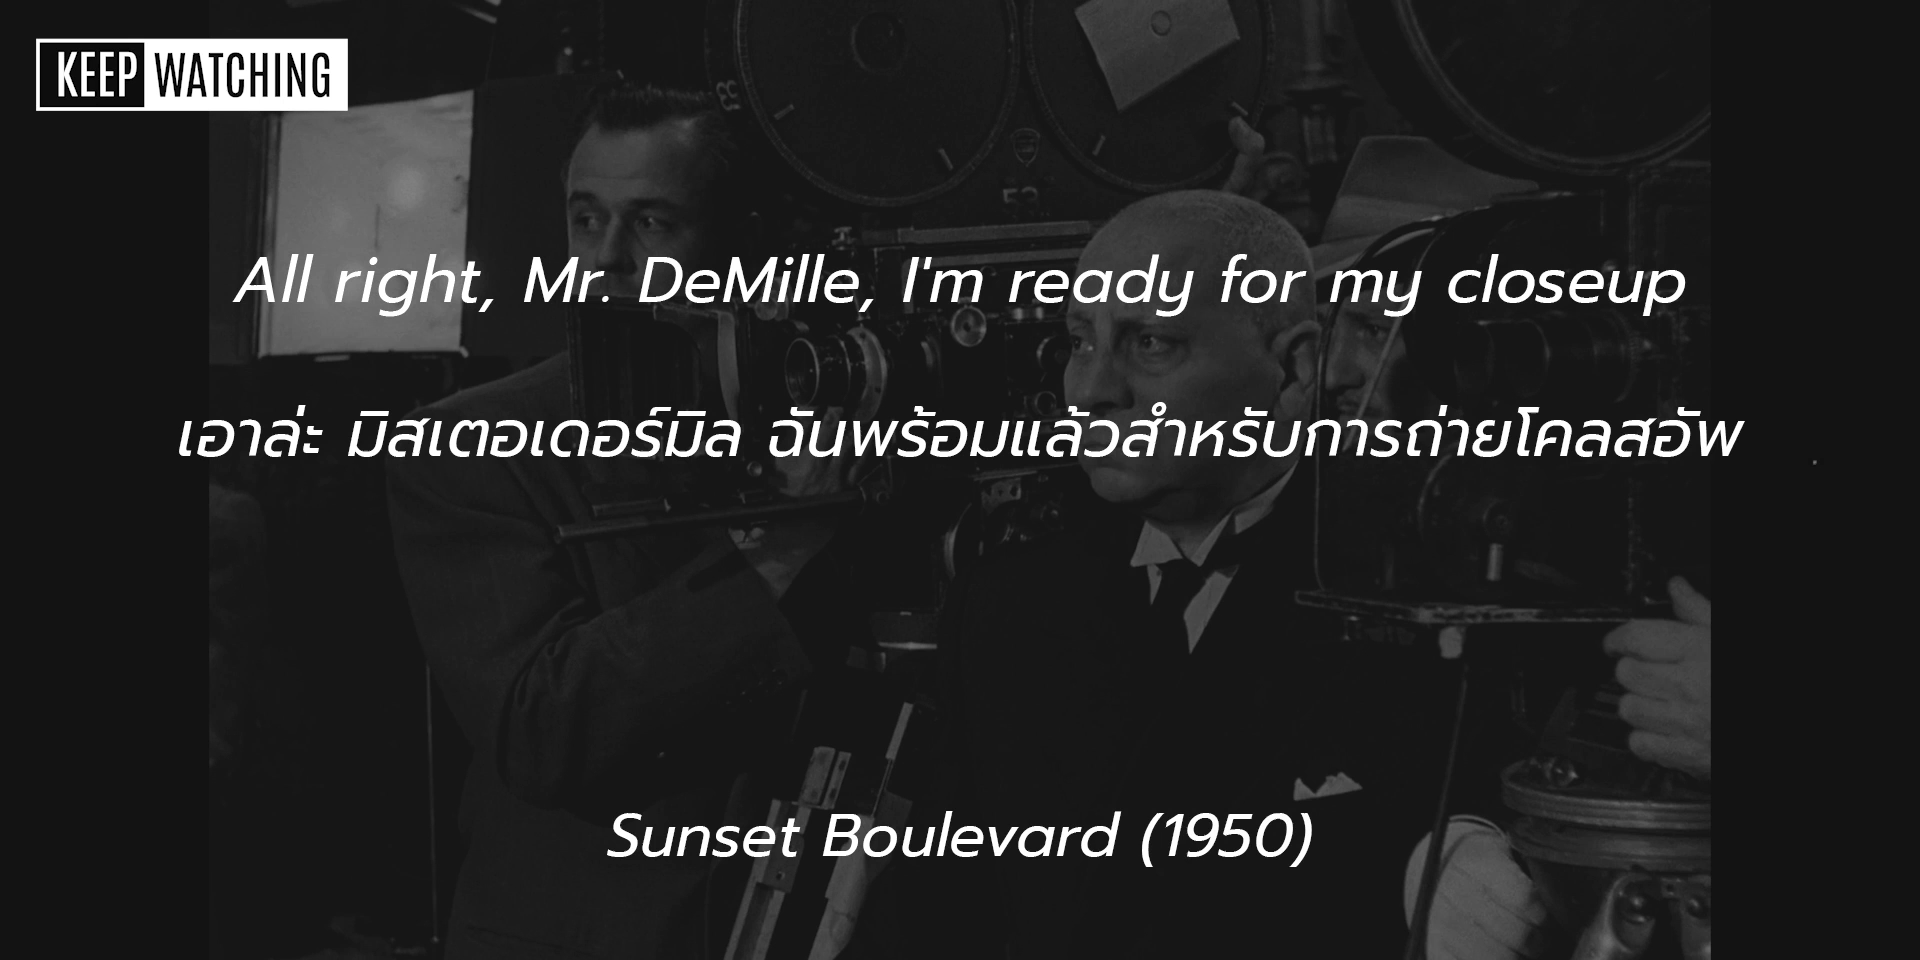 KEEP WATCHING
All right, Mr. DeMille, I'm ready for my closeup
เอาล่ะ มิสเตอเดอร์มิล ฉันพร้อมแล้วสำหรับการถ่ายโคลสอัพ
Sunset Boulevard (1950)
33
52